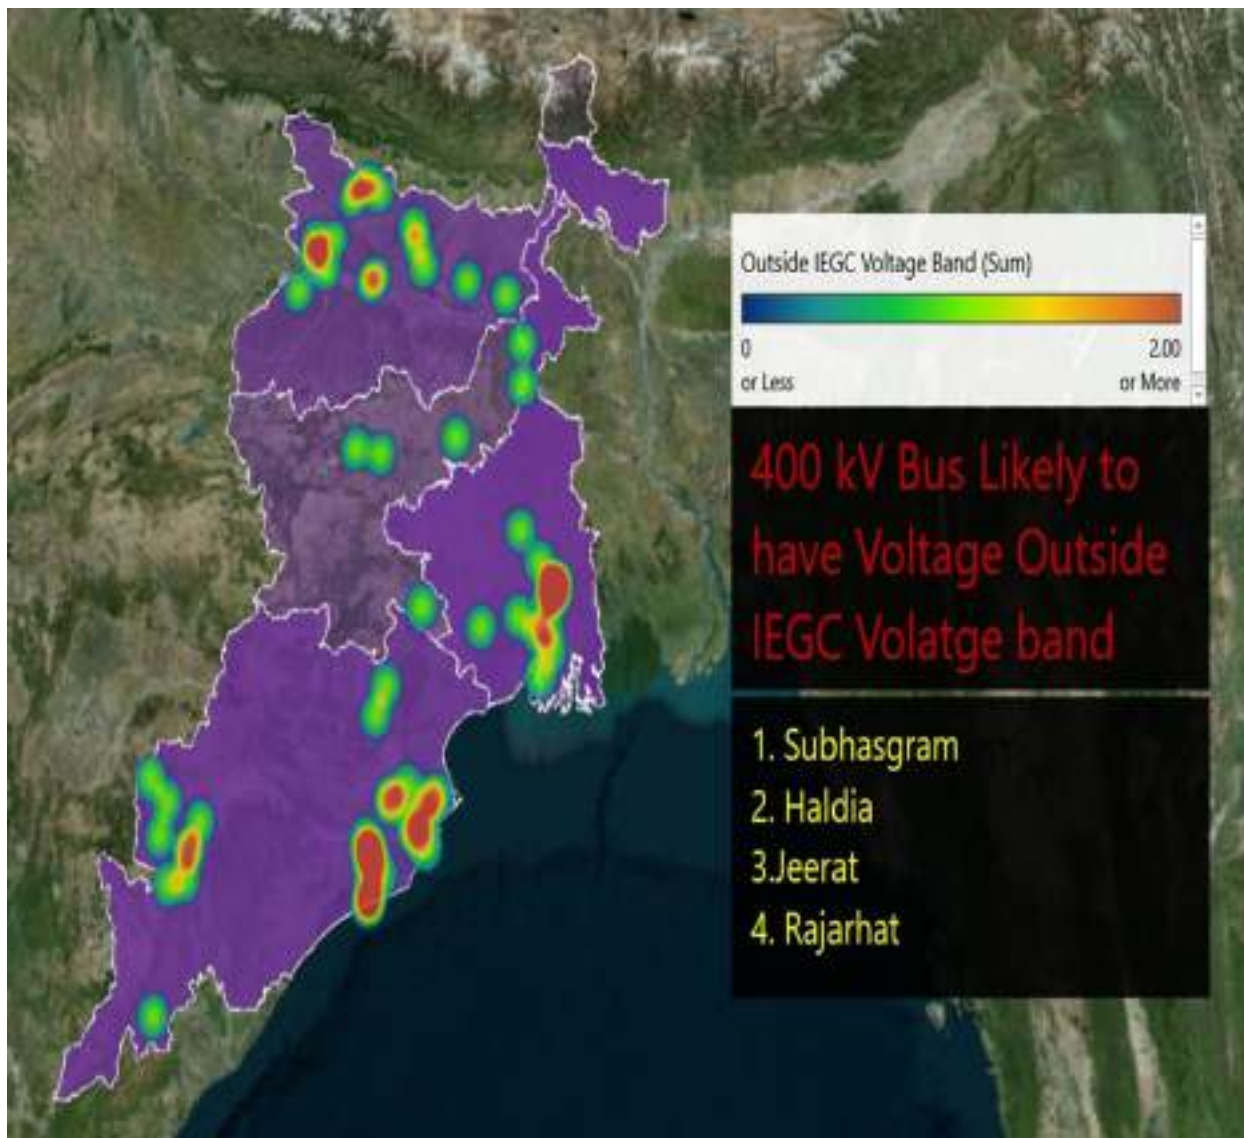 Outside IEGC Voltage Band (Sum)
0
2.00
or Less
or More
400 kV Bus Likely to
have Voltage Outside
IEGC Volatge band
1. Subhasgram
2. Haldia
3.Jeerat
4. Rajarhat